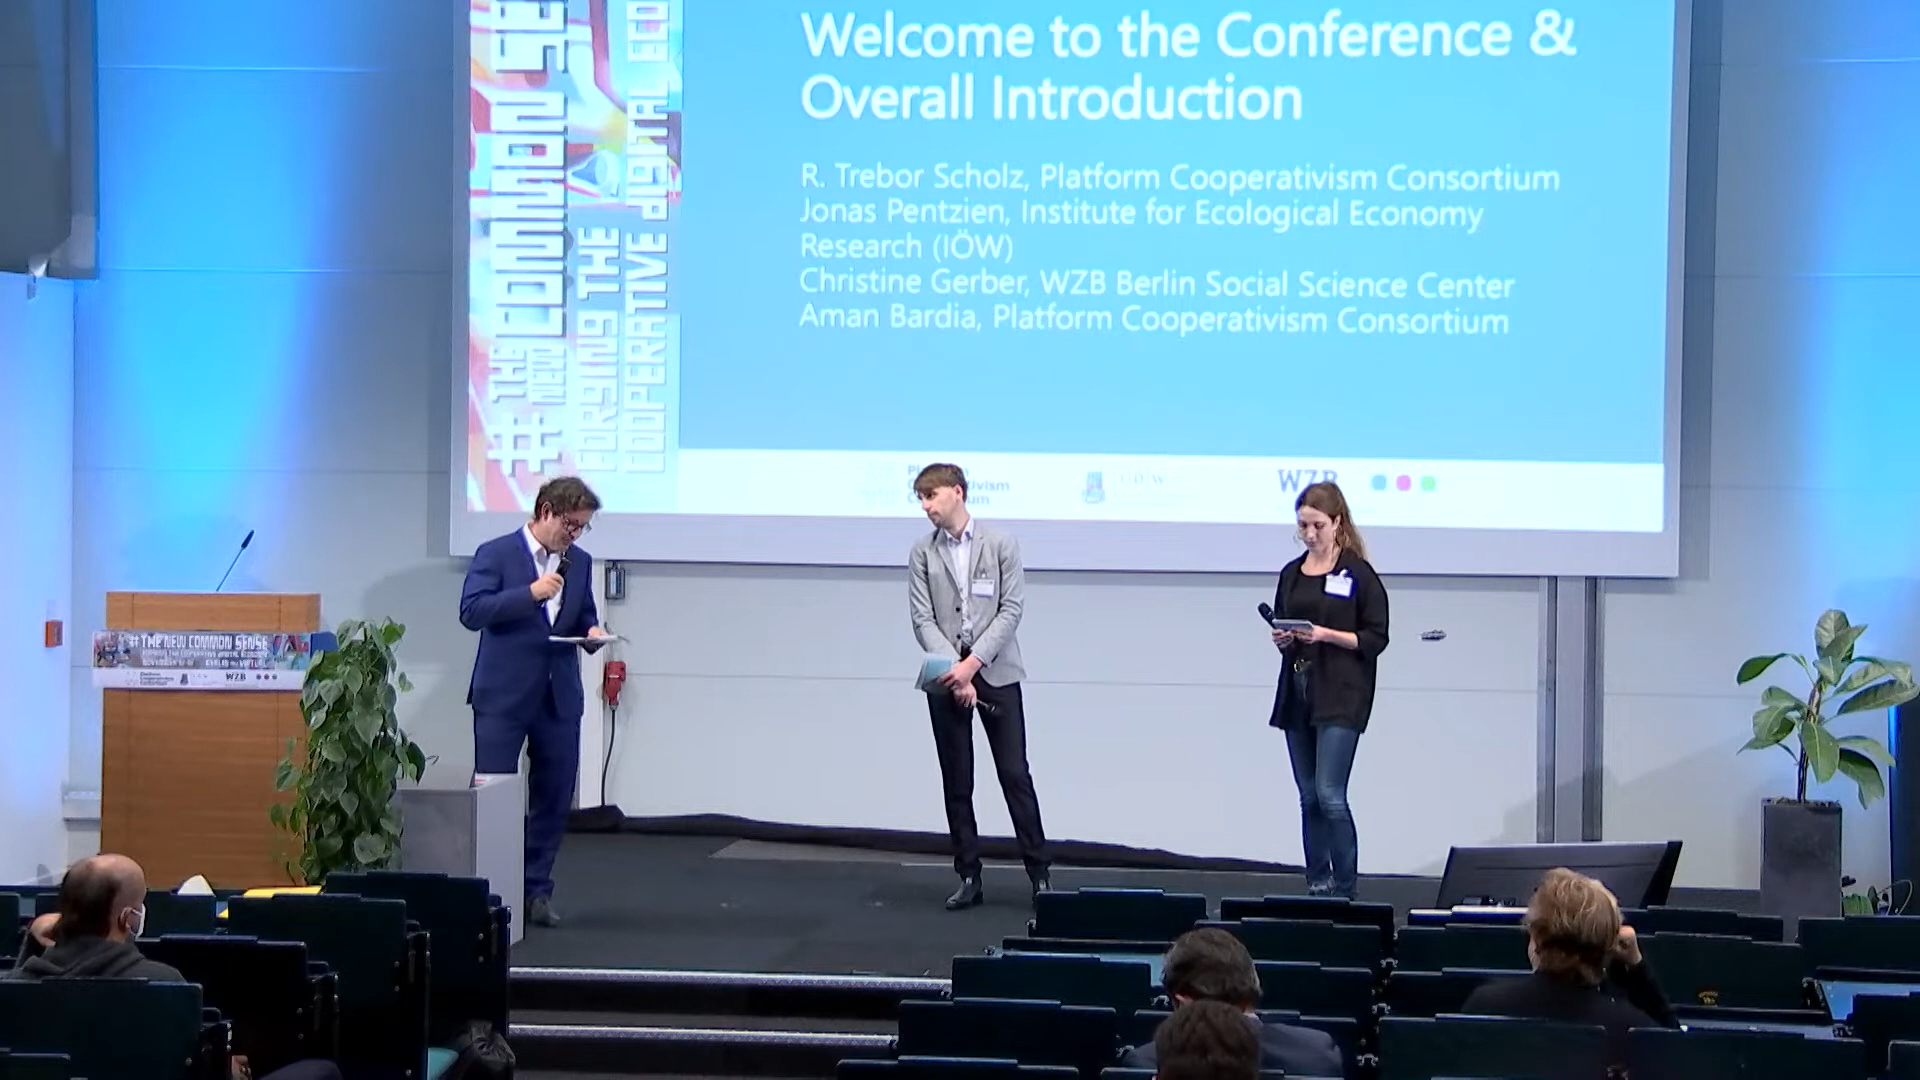 Welcome to the Conference &
Overall Introduction
R. Trebor Scholz, Platform Cooperativism Consortium
Jonas Pentzien, Institute for Ecological Economy
Research (IÖW)
Christine Gerber, WZB Berlin Social Science Center
Aman Bardia, Platform Cooperativism Consortium
# THE NEW COMMON
FORGING THE
COOPERATIVE DIGITAL
WZB
# THE NEW COMMON SENSE
WZB